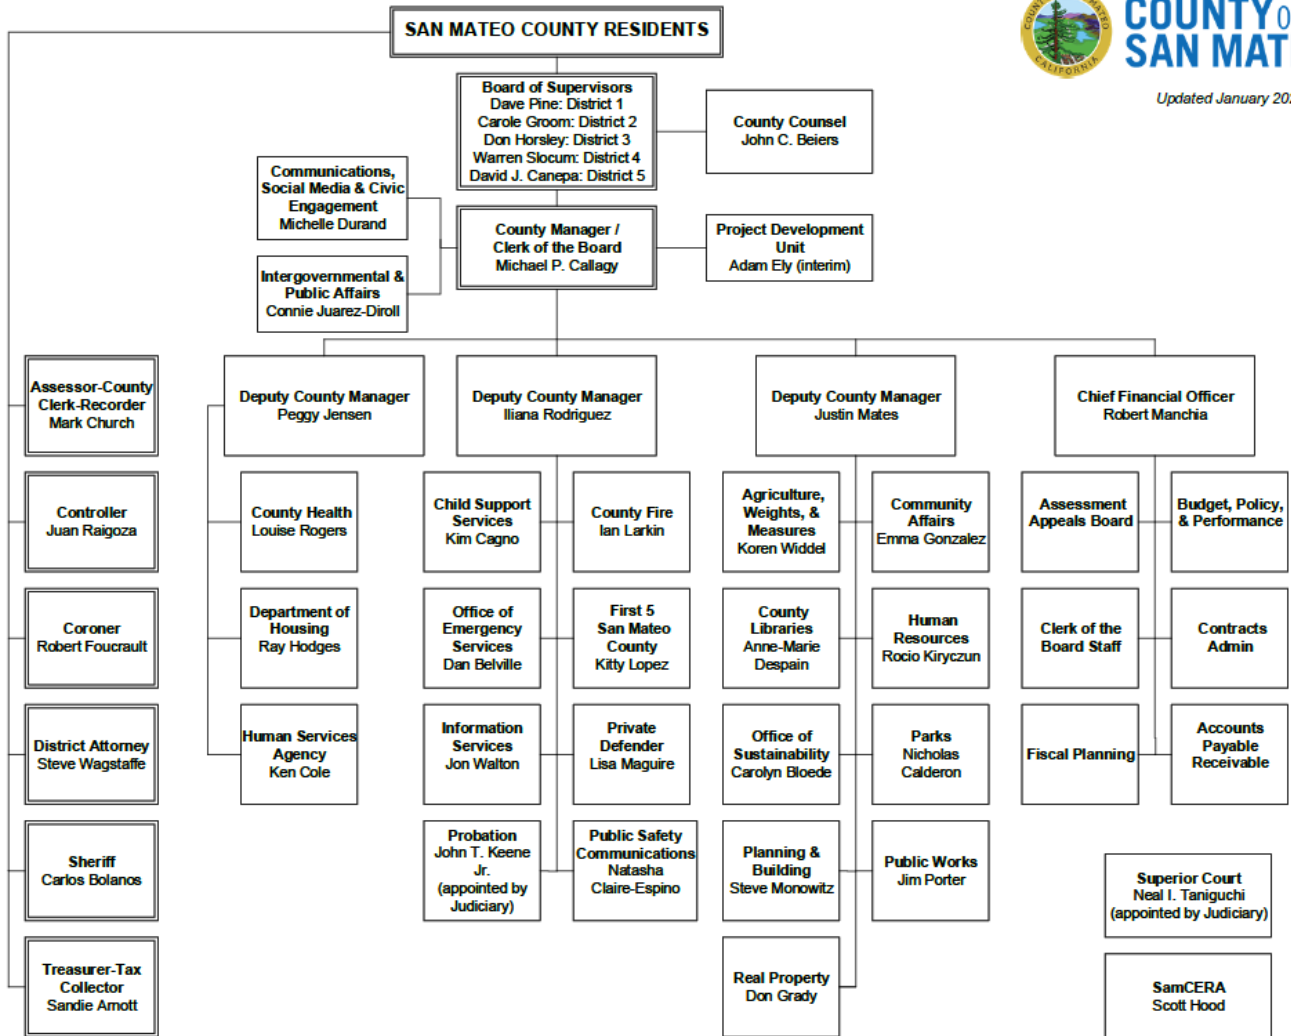 SAN MATEO COUNTY RESIDENTS
COUNTY OF SAN MATEO
CALIFORNIA
COUNTY
SAN MAT
Updated January
Board of Supervisors
Dave Pine: District 1
Carole Groom: District 2
Don Horsley: District 3
Warren Slocum: District 4
David J. Canepa: District 5
County Counsel
John C. Beiers
Communications,
Social Media & Civic
Engagement
Michelle Durand
County Manager /
Clerk of the Board
Michael P. Callagy
Project Development
Unit
Adam Ely (interim)
Intergovernmental &
Public Affairs
Connie Juarez-Diroll
Assessor-County
Clerk-Recorder
Mark Church
Controller
Juan Raigoza
Coroner
Robert Foucrault
District Attorney
Steve Wagstaffe
Sheriff
Carlos Bolanos
Treasurer-Tax
Collector
Sandie Arnott
Deputy County Manager
Peggy Jensen
County Health
Louise Rogers
Department of
Housing
Ray Hodges
Human Services
Agency
Ken Cole
Deputy County Manager
Iliana Rodriguez
Child Support
Services
Kim Cagno
County Fire
Ian Larkin
Office of
Emergency
Services
Dan Belville
First 5
San Mateo
County
Kitty Lopez
Information
Services
Jon Walton
Private
Defender
Lisa Maguire
Probation
John T. Keene
Jr.
(appointed by
Judiciary)
Public Safety
Communications
Natasha
Claire-Espino
Deputy County Manager
Justin Mates
Agriculture,
Weights, &
Measures
Koren Widdel
Community
Affairs
Emma Gonzalez
County
Libraries
Anne-Marie
Despain
Human
Resources
Rocio Kiryczun
Office of
Sustainability
Carolyn Bloede
Parks
Nicholas
Calderon
Planning &
Building
Steve Monowitz
Public Works
Jim Porter
Real Property
Don Grady
Chief Financial Officer
Robert Manchia
Assessment
Appeals Board
Budget, Policy,
& Performance
Clerk of the
Board Staff
Contracts
Admin
Fiscal Planning
Accounts
Payable
Receivable
Superior Court
Neal I. Taniguchi
(appointed by Judiciary)
SamCERA
Scott Hood